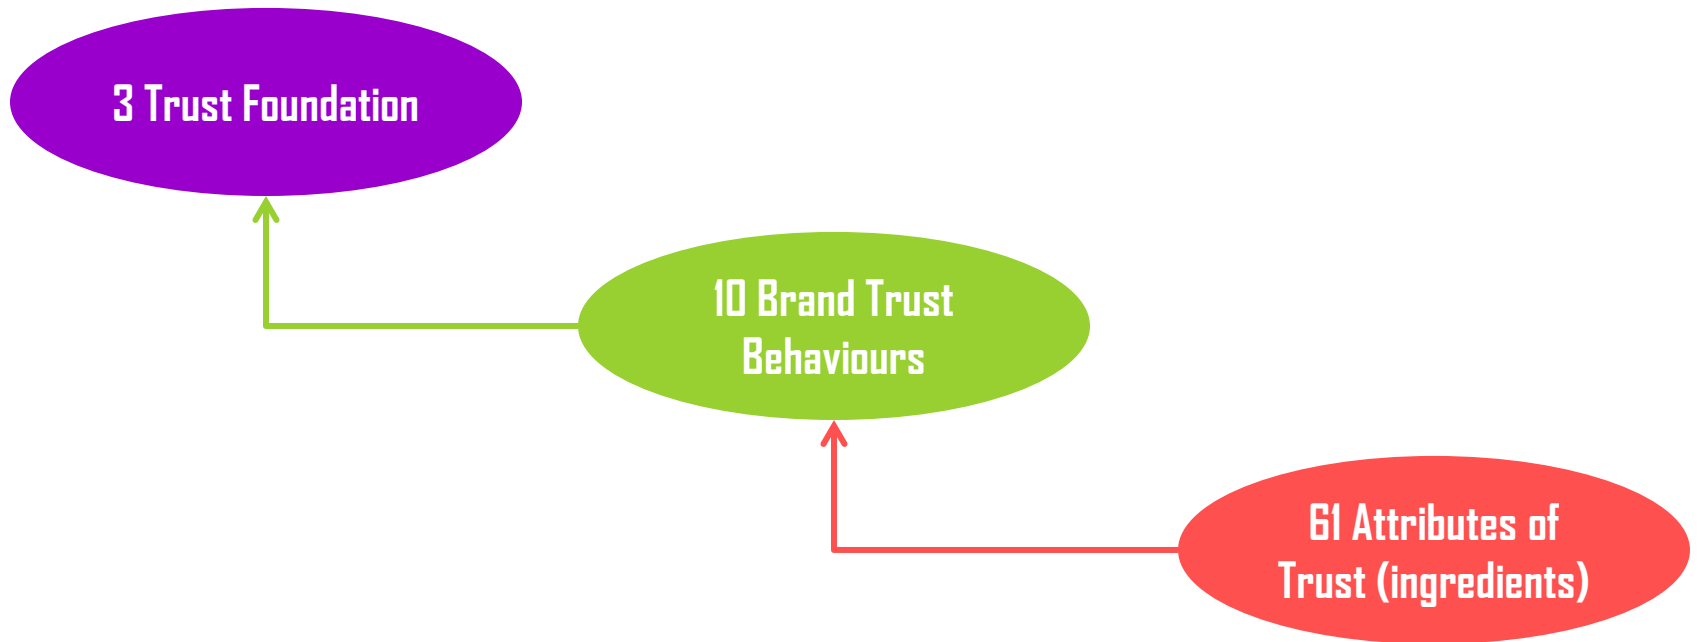 3 Trust Foundation
10 Brand Trust
Behaviours
61 Attributes of
Trust (ingredients)